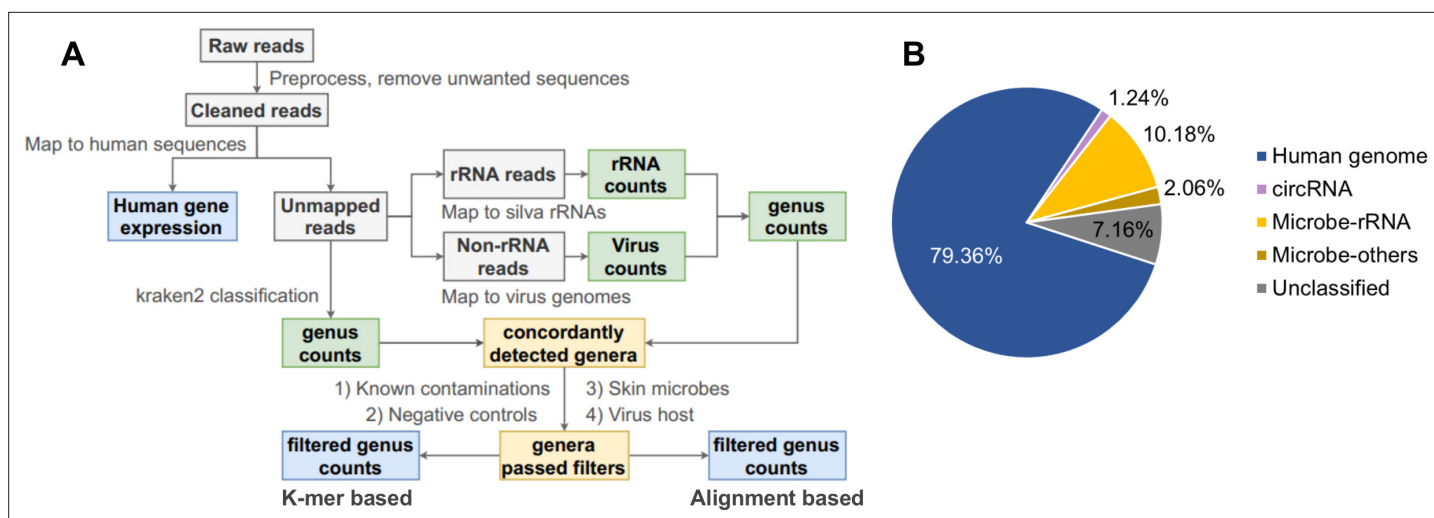 A
Raw reads
Preprocess, remove unwanted sequences
Cleaned reads
Map to human sequences
Human gene
expression
Unmapped
reads
rRNA reads
Map to silva rRNAs
rRNA
counts
Non-rRNA
reads
Map to virus genomes
Virus
counts
genus
counts
kraken2 classification
genus
counts
concordantly
detected genera
1) Known contaminations
2) Negative controls
3) Skin microbes
4) Virus host
filtered genus
counts
K-mer based
genera
passed filters
filtered genus
counts
Alignment based
B
1.24%
10.18%
2.06%
7.16%
79.36%
Human genome
circRNA
Microbe-rRNA
Microbe-others
Unclassified